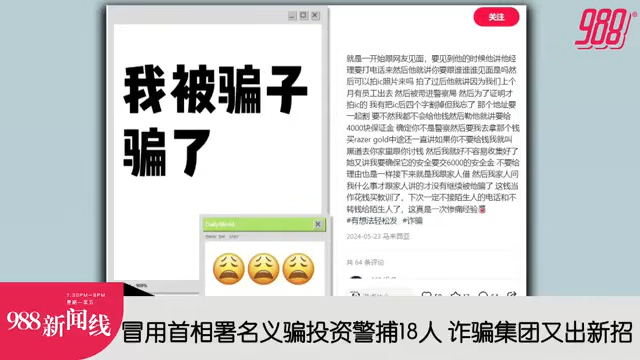 关注
988
我被骗子
骗了
就是一开始跟网友见面，要见到他的时候他讲他经
理要打电话来然后他就讲你要跟谁谁谁见面是吗然
后可以拍ic照片来吗 拍了过后他就讲因为我们上个
月有员工出去 然后被带进警察局 然后为了证明才
拍ic的 我有把ic后四个字割掉但我忘了 那个地址要
一起割 要不然我都不会给他钱然后勒他就讲要给
4000块保证金 确定你不是警察然后要我去拿那个钱
买razer gold中途还一直讲如果你不要给钱我就叫
黑道去你家里跟你讨钱 然后我就好不容易收集好了
她又讲我要确保它的安全要交6000的安全金 不要给
理由也是一样接下来就是我跟家人借 然后我家人问
我什么事才跟家人讲的才没有继续被他骗了 这钱当
作花钱买教训了，下次一定不接陌生人的电话和不
转钱给陌生人了，这真是一次惨痛经验
#有想法轻松发 #诈骗
2024-05-23 马来西亚
共 64 条评论
7.30PM-8PM
星期一至五
988新闻线
冒用首相署名义骗投资警捕18人 诈骗集团又出新招